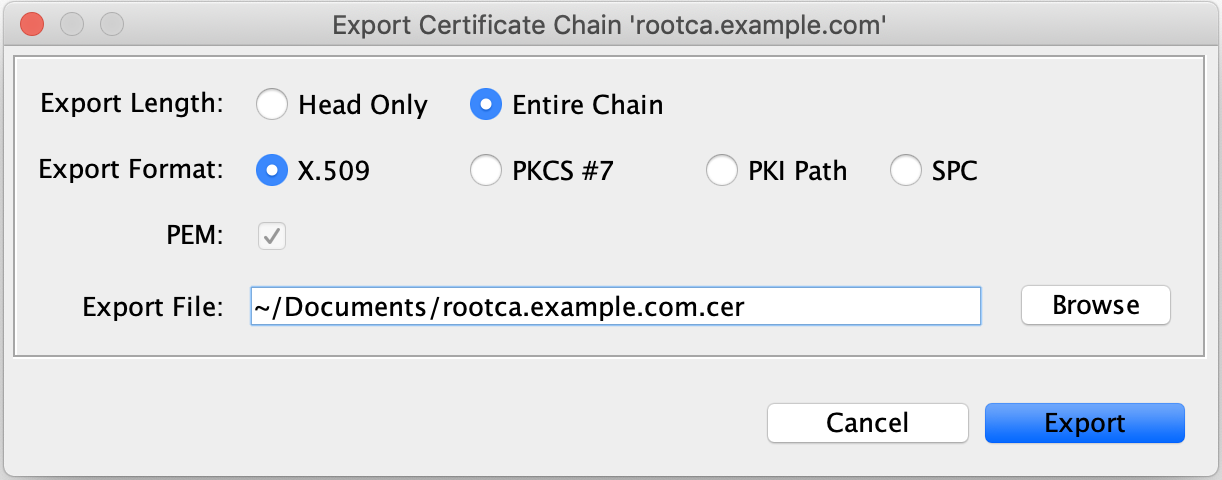 Export Certificate Chain 'rootca.example.com'
Export Length: Head Only Entire Chain
Export Format: X.509 PKCS #7 PKI Path SPC
PEM:
Export File: ~/Documents/rootca.example.com.cer Browse
Cancel Export